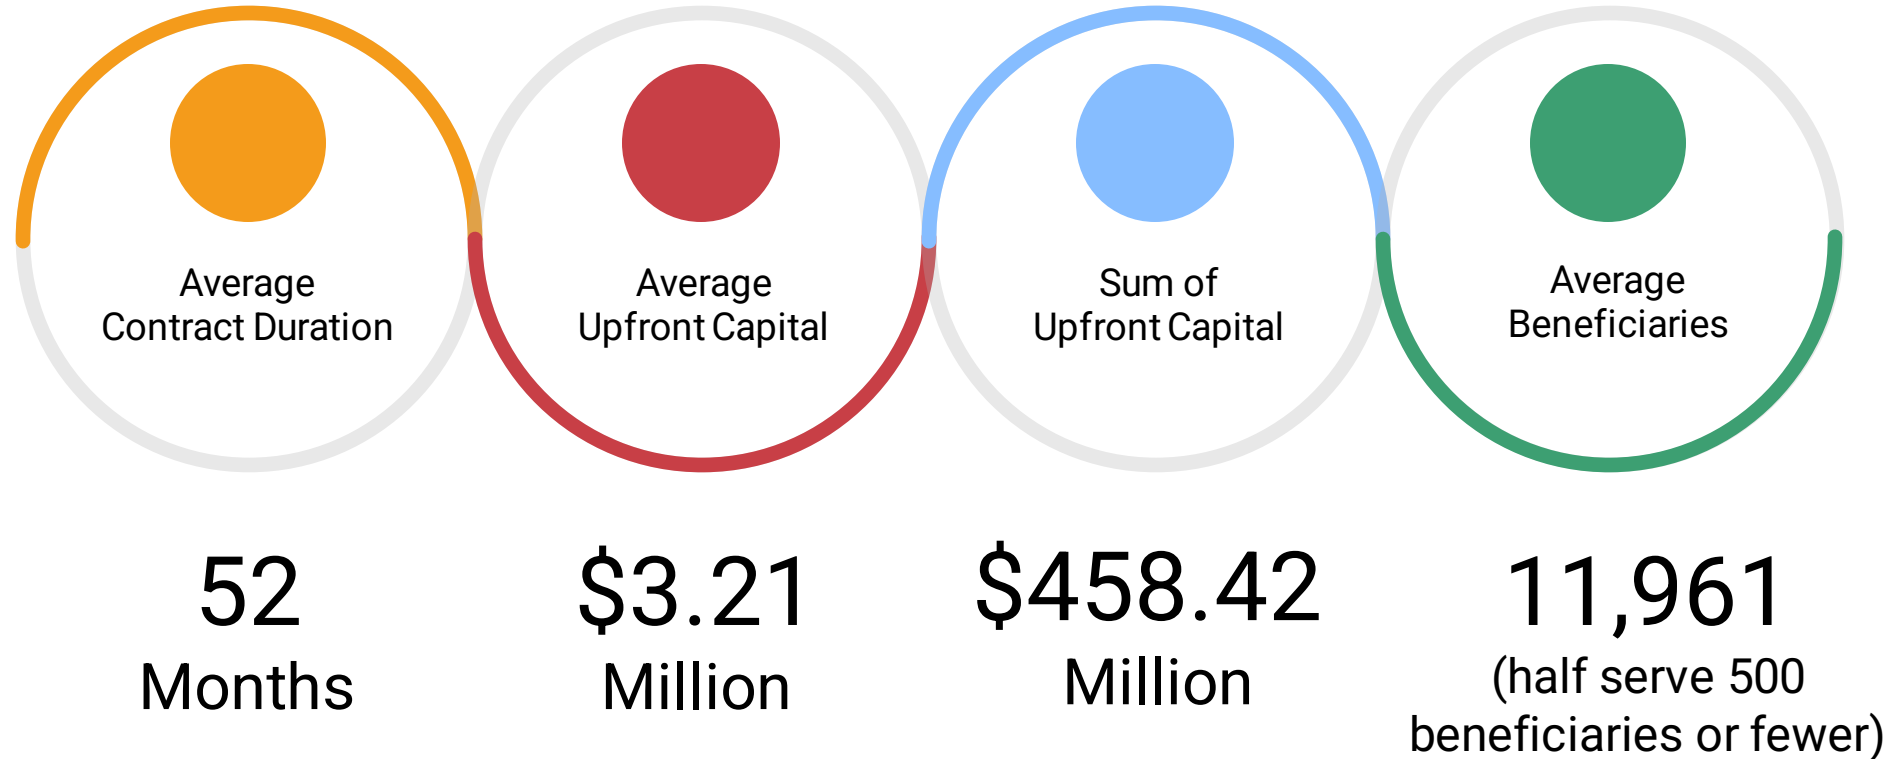 Average
Contract Duration
52
Months
Average
Upfront Capital
$3.21
Million
Sum of
Upfront Capital
$458.42
Million
Average
Beneficiaries
11,961
(half serve 500
beneficiaries or fewer)